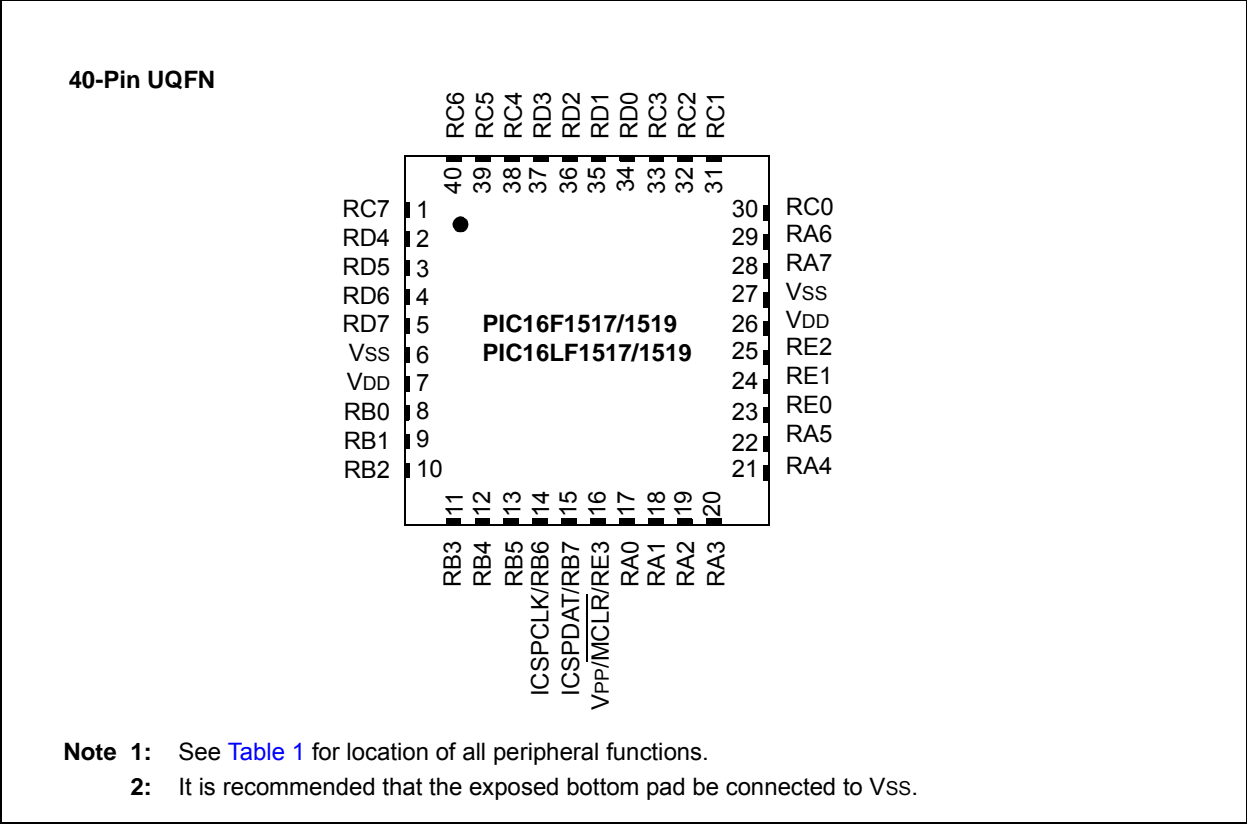 40-Pin UQFN
RC6
RC5
RC4
RD3
RD2
RD1
RD0
RC3
RC2
RC1
40
39
38
37
36
35
34
33
32
31
RC7 1
RD4 2
RD5 3
RD6 4
RD7 5
VSS 6
VDD 7
RB0 8
RB1 9
RB2 10
PIC16F1517/1519
PIC16LF1517/1519
30 RC0
29 RA6
28 RA7
27 VSS
26 VDD
25 RE2
24 RE1
23 RE0
22 RA5
21 RA4
11
12
13
14
15
16
17
18
19
20
RB3
RB4
RB5
ICSPCLK/RB6
ICSPDAT/RB7
VPP/MCLR/RE3
RA0
RA1
RA2
RA3
Note 1: See Table 1 for location of all peripheral functions.
2: It is recommended that the exposed bottom pad be connected to VSS.